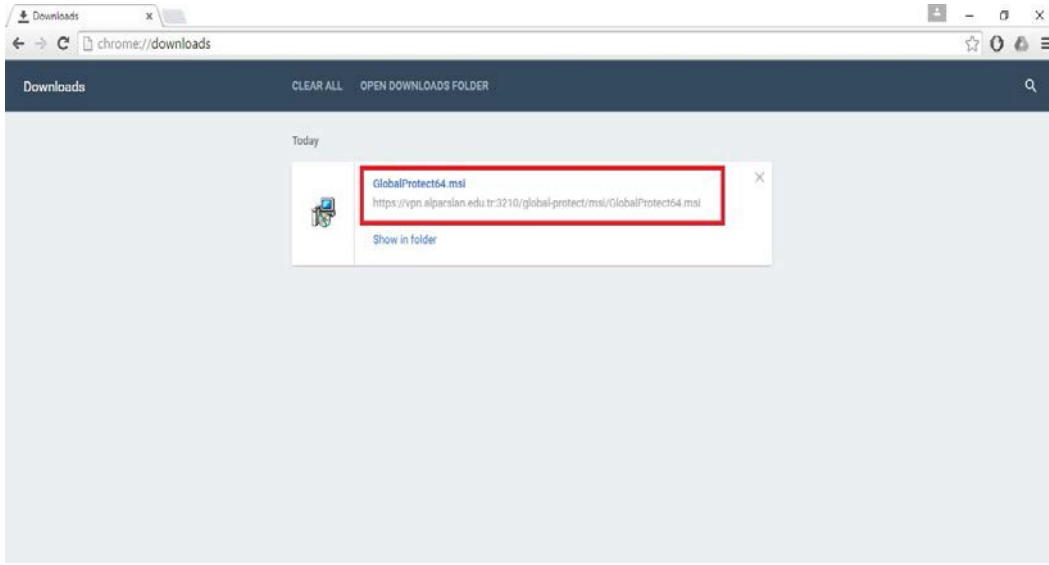 Downloads
chrome://downloads
Downloads CLEAR ALL OPEN DOWNLOADS FOLDER
Today
GlobalProtect64.msi
https://vpn.alparslan.edu.tr:3210/global-protect/msi/GlobalProtect64.msi
Show in folder